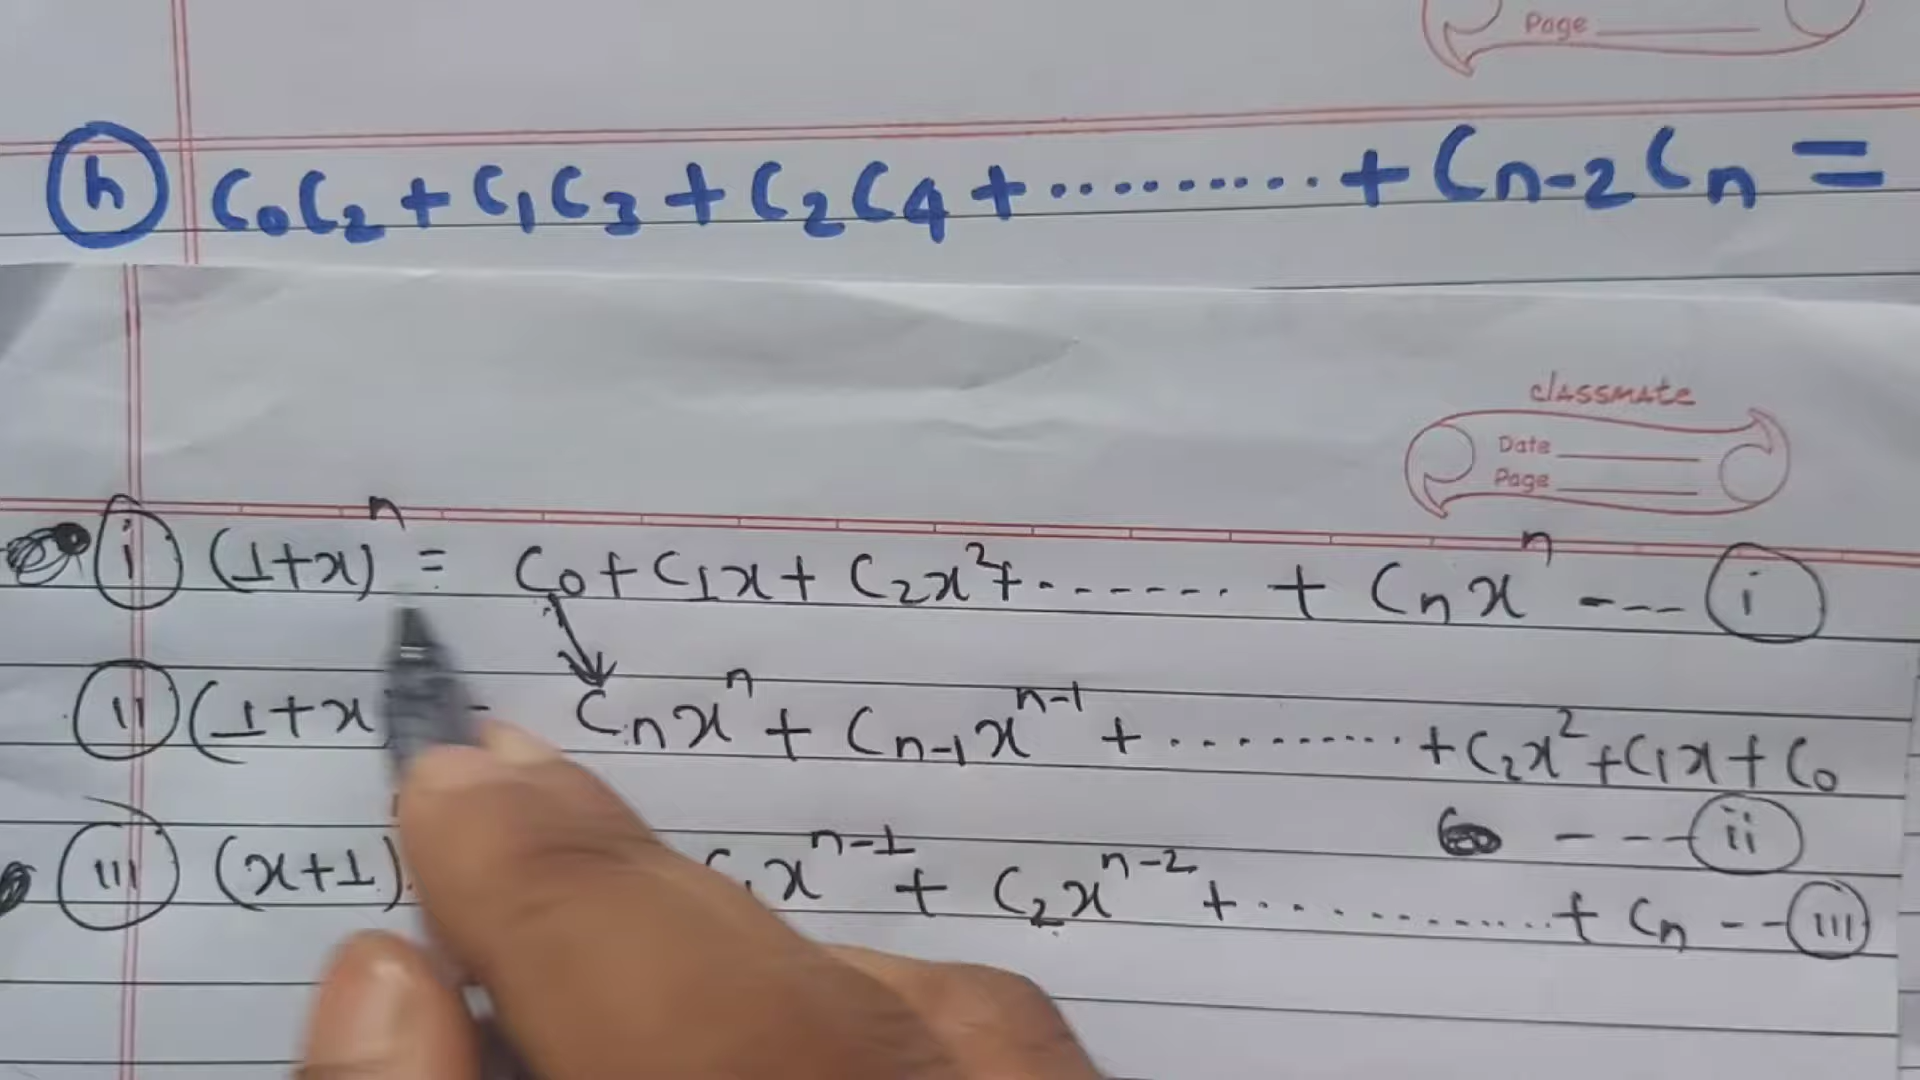 Page
(h) C₀C₂ + C₁C₃ + C₂C₄ + .......... + Cₙ₋₂Cₙ =
classmate
Date
Page
(i) (1+x)ⁿ = C₀ + C₁x + C₂x² + ....... + Cₙxⁿ --- (i)
(ii) (1+x) Cₙxⁿ + Cₙ₋₁xⁿ⁻¹ + .......... + C₂x² + C₁x + C₀
--- (ii)
(iii) (x+1) xⁿ⁻¹ + C₂xⁿ⁻² + ............ + Cₙ -- (iii)